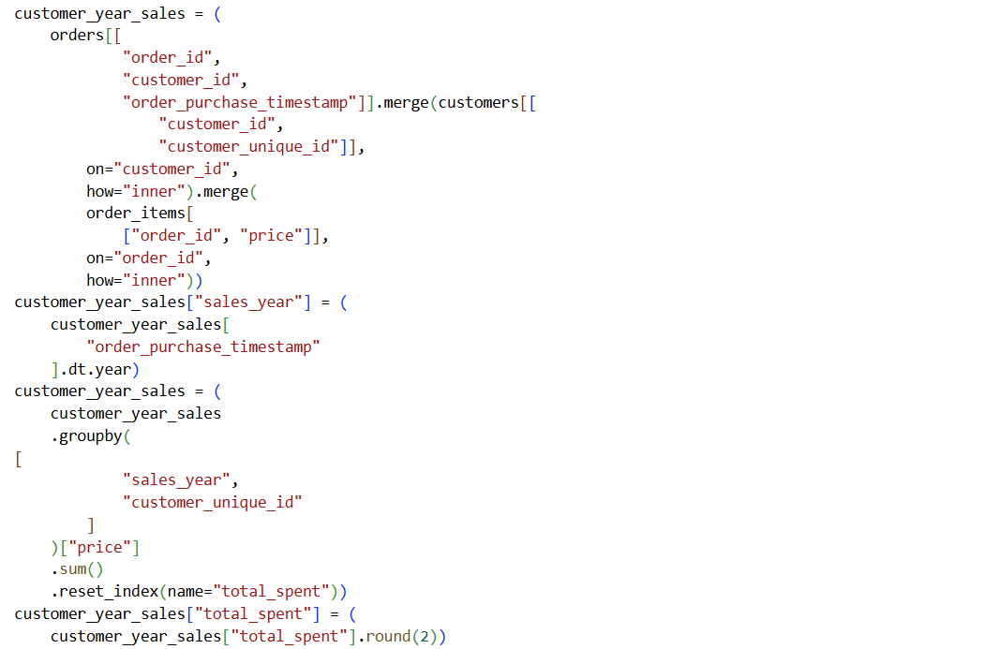 customer_year_sales = (
    orders[[
            "order_id",
            "customer_id",
            "order_purchase_timestamp"]].merge(customers[[
                "customer_id",
                "customer_unique_id"]],
        on="customer_id",
        how="inner").merge(
        order_items[
            ["order_id", "price"]],
        on="order_id",
        how="inner"))
customer_year_sales["sales_year"] = (
    customer_year_sales[
        "order_purchase_timestamp"
    ].dt.year)
customer_year_sales = (
    customer_year_sales
    .groupby(
[
            "sales_year",
            "customer_unique_id"
        ]
    )["price"]
    .sum()
    .reset_index(name="total_spent"))
customer_year_sales["total_spent"] = (
    customer_year_sales["total_spent"].round(2))